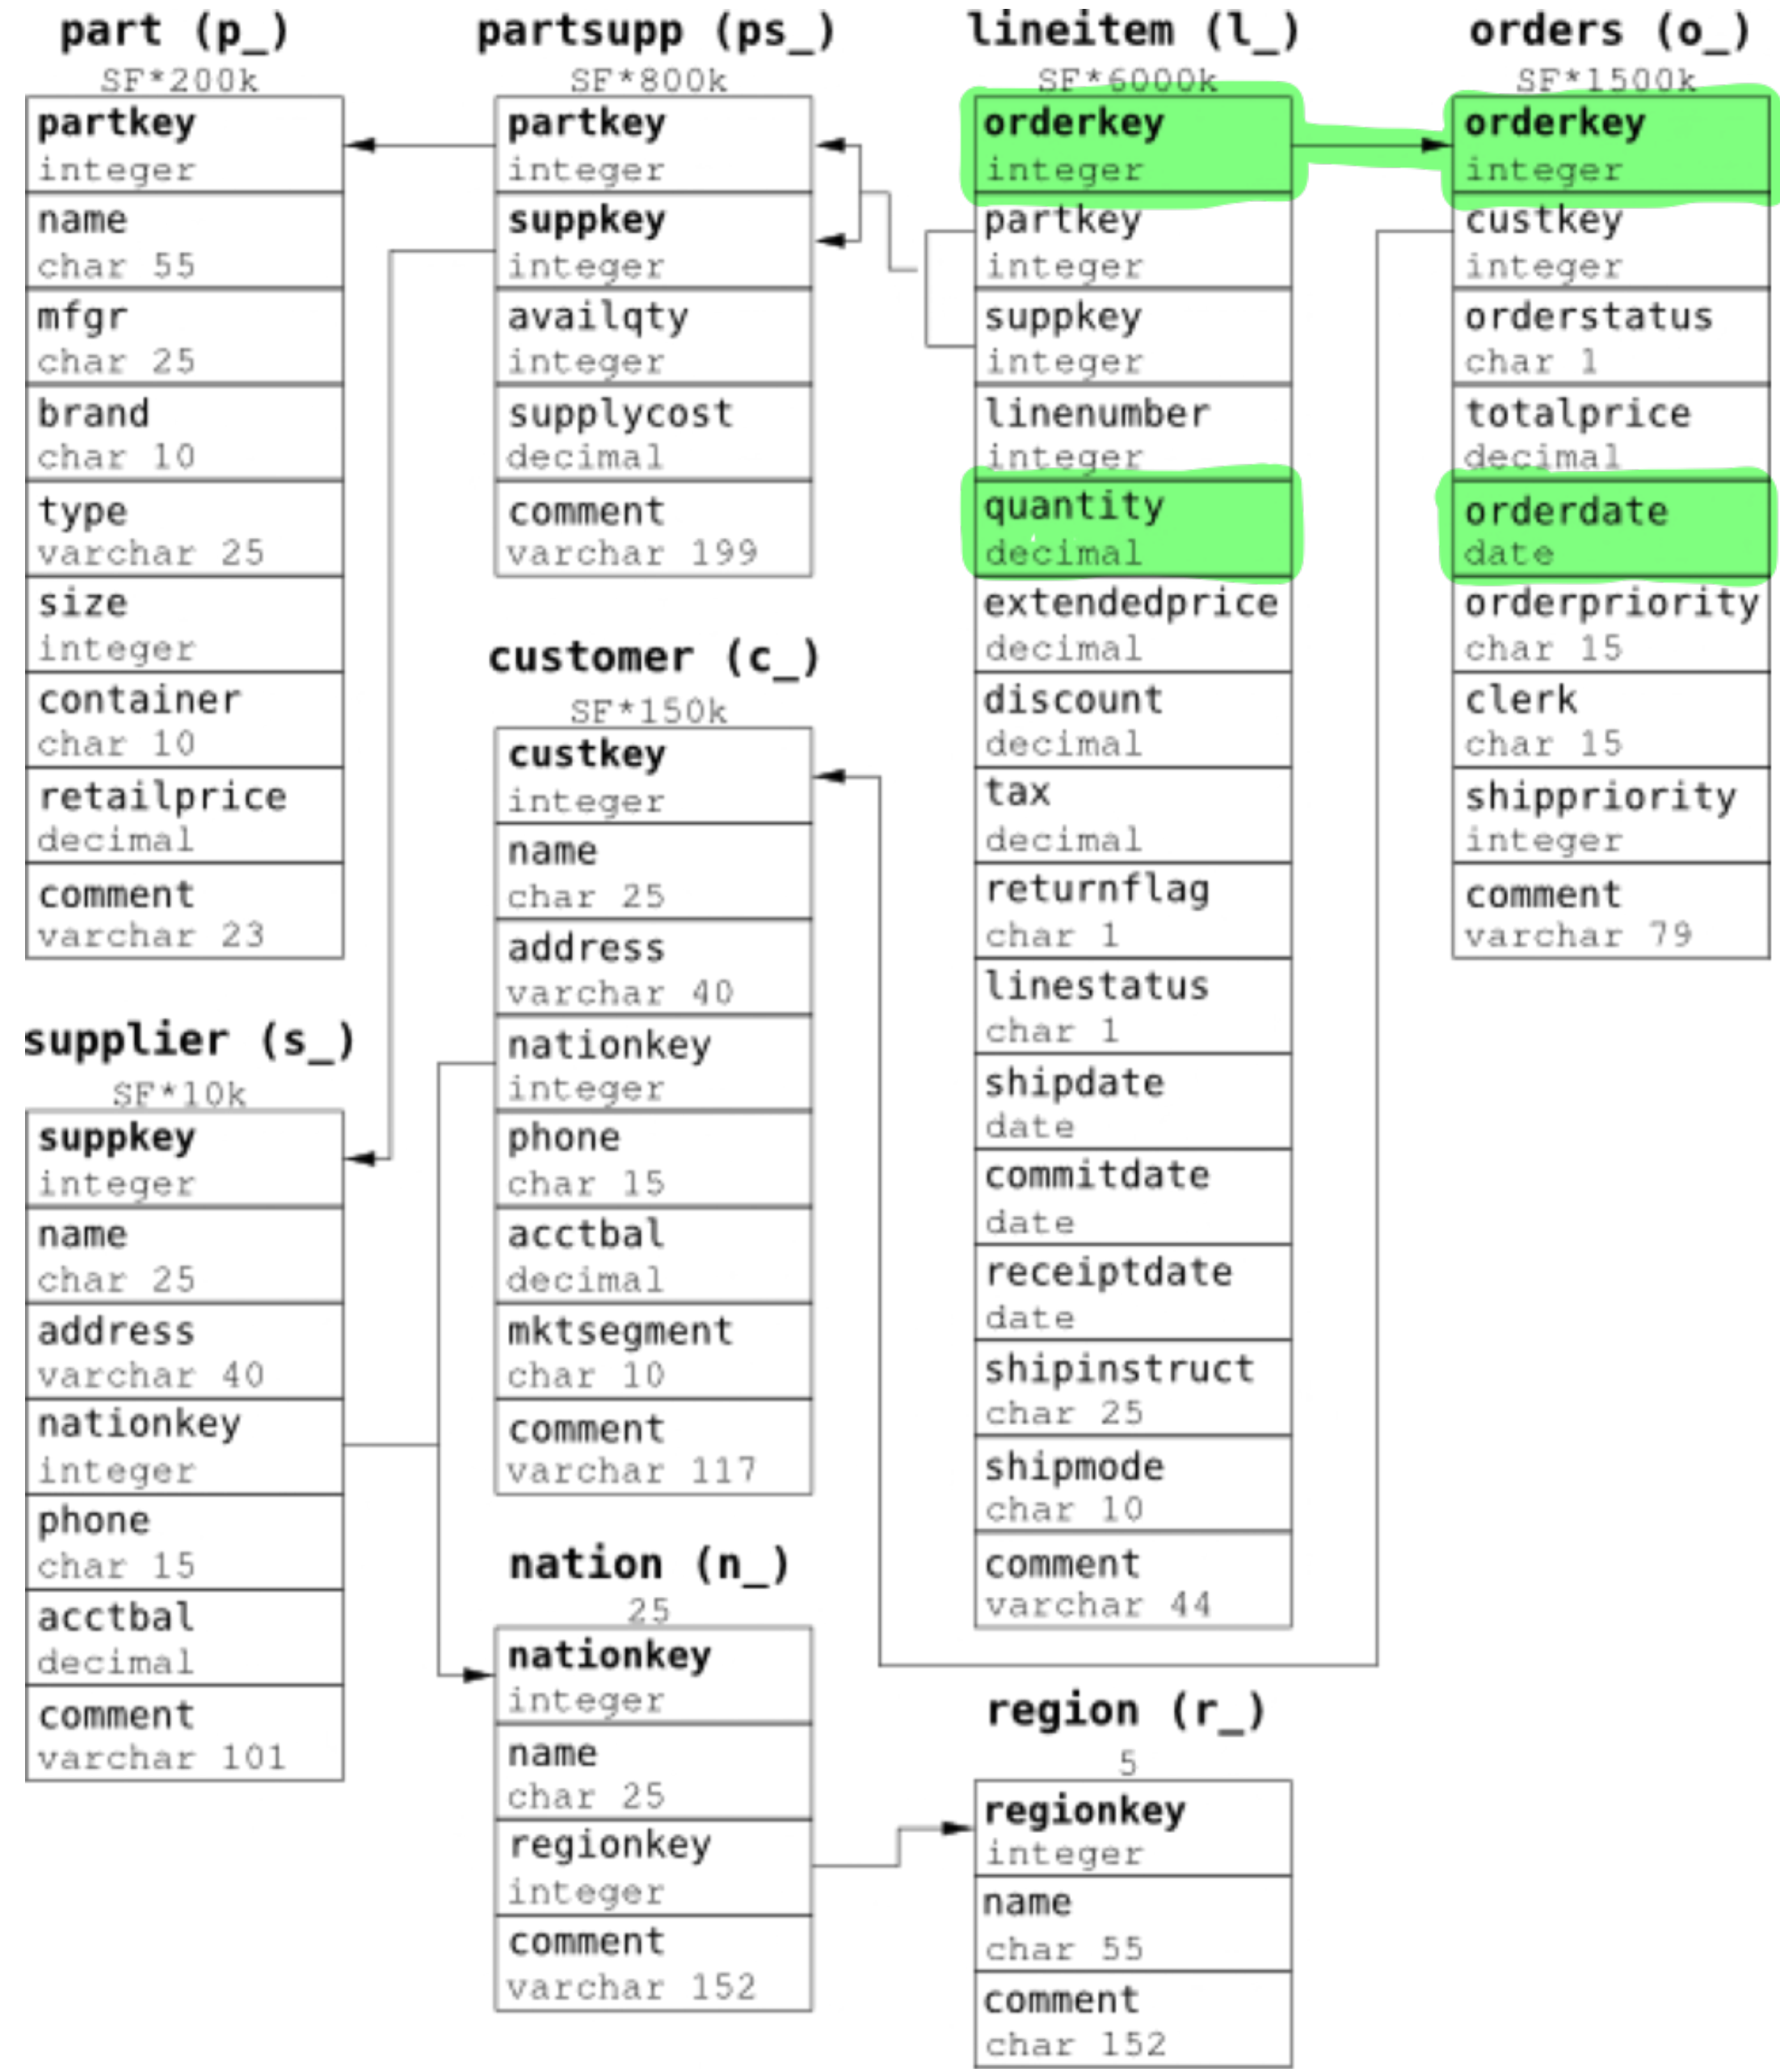 part (p_)
SF*200k
partkey
integer
name
char 55
mfgr
char 25
brand
char 10
type
varchar 25
size
integer
container
char 10
retailprice
decimal
comment
varchar 23
supplier (s_)
SF*10k
suppkey
integer
name
char 25
address
varchar 40
nationkey
integer
phone
char 15
acctbal
decimal
comment
varchar 101
partsupp (ps_)
SF*800k
partkey
integer
suppkey
integer
availqty
integer
supplycost
decimal
comment
varchar 199
customer (c_)
SF*150k
custkey
integer
name
char 25
address
varchar 40
nationkey
integer
phone
char 15
acctbal
decimal
mktsegment
char 10
comment
varchar 117
nation (n_)
25
nationkey
integer
name
char 25
regionkey
integer
comment
varchar 152
lineitem (l_)
SF*6000k
orderkey
integer
partkey
integer
suppkey
integer
linenumber
integer
quantity
decimal
extendedprice
decimal
discount
decimal
tax
decimal
returnflag
char 1
linestatus
char 1
shipdate
date
commitdate
date
receiptdate
date
shipinstruct
char 25
shipmode
char 10
comment
varchar 44
region (r_)
5
regionkey
integer
name
char 55
comment
char 152
orders (o_)
SF*1500k
orderkey
integer
custkey
integer
orderstatus
char 1
totalprice
decimal
orderdate
date
orderpriority
char 15
clerk
char 15
shippriority
integer
comment
varchar 79